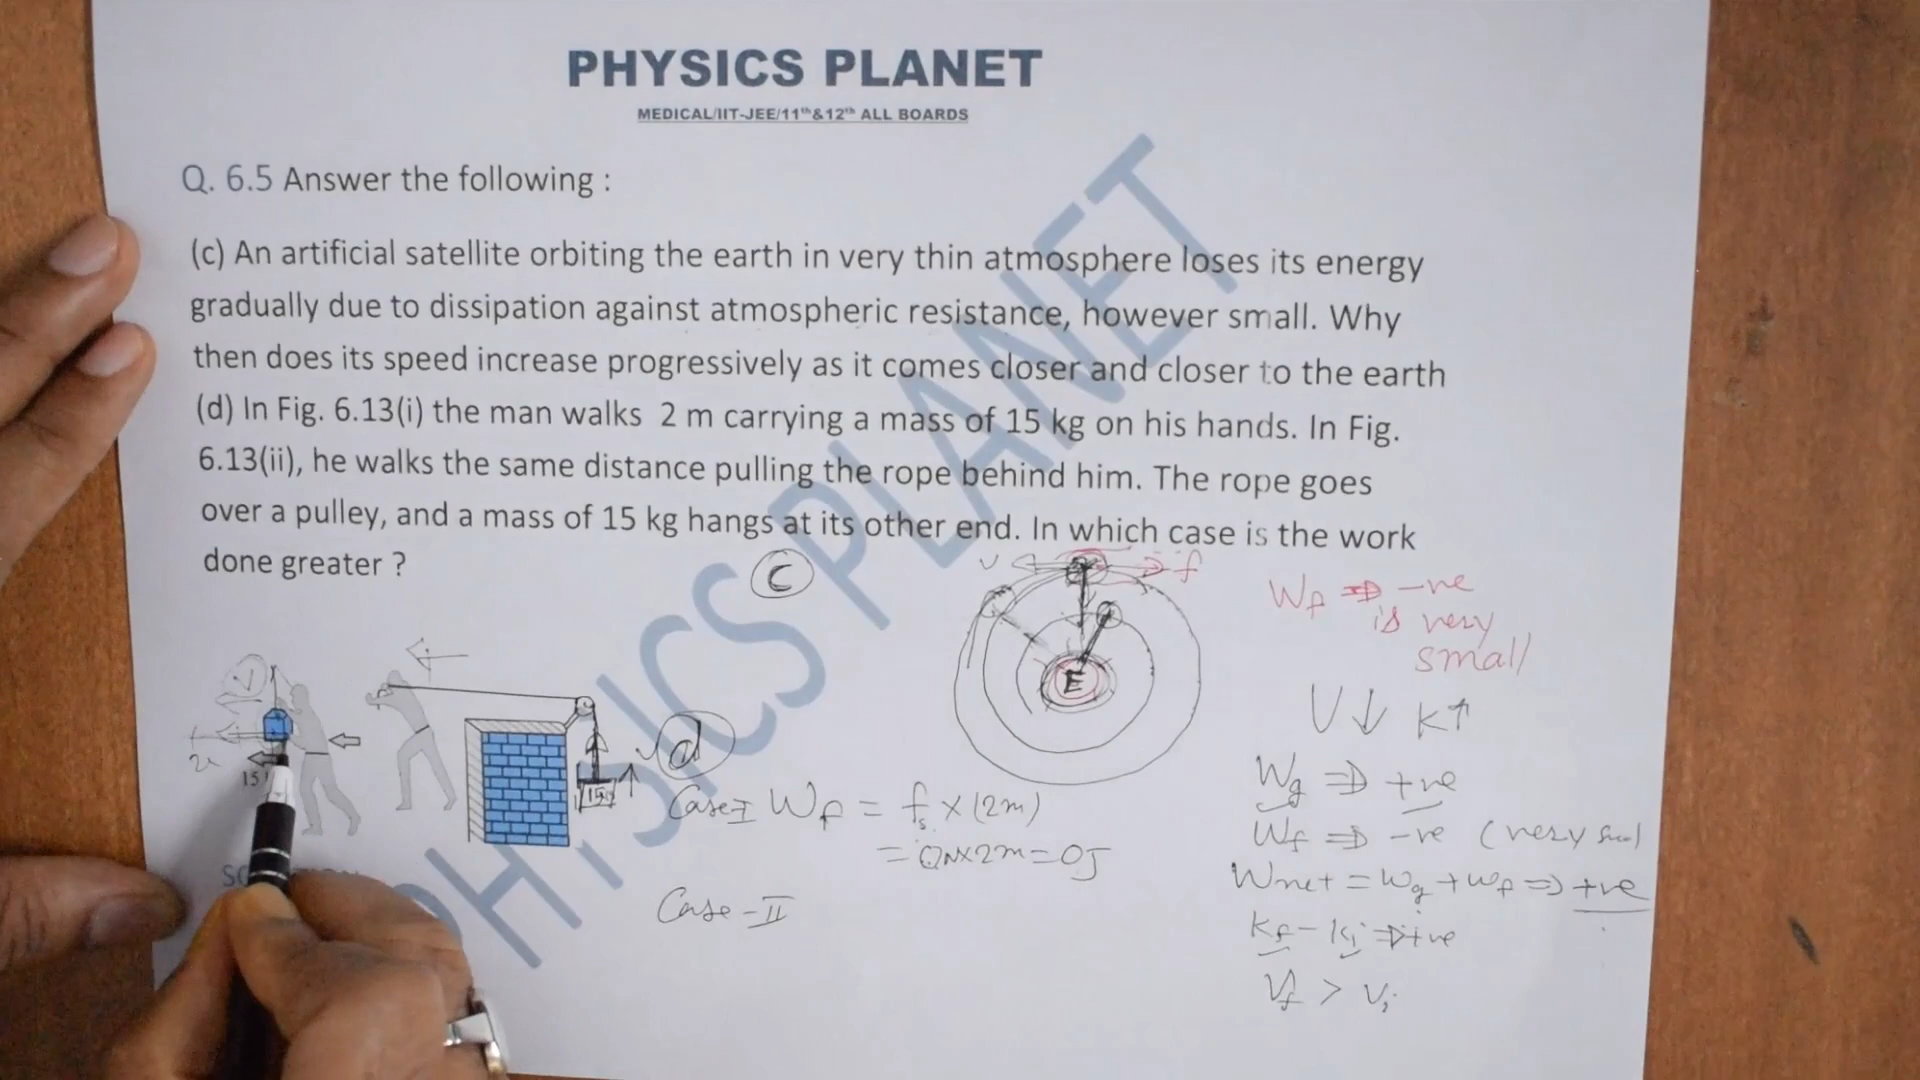 PHYSICS PLANET
MEDICAL/IIT-JEE/11th&12th ALL BOARDS
Q. 6.5 Answer the following :
(c) An artificial satellite orbiting the earth in very thin atmosphere loses its energy
gradually due to dissipation against atmospheric resistance, however small. Why
then does its speed increase progressively as it comes closer and closer to the earth
(d) In Fig. 6.13(i) the man walks 2 m carrying a mass of 15 kg on his hands. In Fig.
6.13(ii), he walks the same distance pulling the rope behind him. The rope goes
over a pulley, and a mass of 15 kg hangs at its other end. In which case is the work
done greater ?
C
v
f
E
Wf ⇒ -ne
is very
small
U↓ K↑
Wg ⇒ +ve
Wf ⇒ -ve (very
Wnet = Wg + Wf ⇒ +ve
Kf - Ki ⇒ +ve
Vf > Vi
d
Case I Wf = fs × (2m)
= 0N×2m = 0J
Case - II
15
15
PHYSICS PLANET